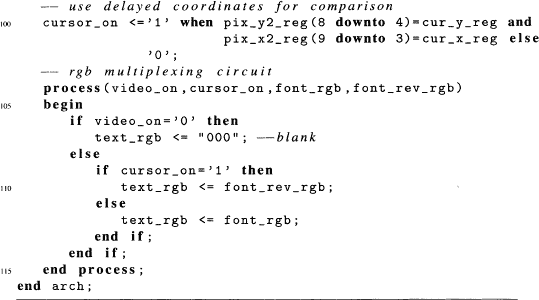 -- use delayed coordinates for comparison
100 cursor_on <='1' when pix_y2_reg(8 downto 4)=cur_y_reg and
pix_x2_reg(9 downto 3)=cur_x_reg else
'0';
-- rgb multiplexing circuit
process(video_on,cursor_on,font_rgb,font_rev_rgb)
105 begin
if video_on='0' then
text_rgb <= "000"; --blank
else
if cursor_on='1' then
110 text_rgb <= font_rev_rgb;
else
text_rgb <= font_rgb;
end if;
end if;
115 end process;
end arch;